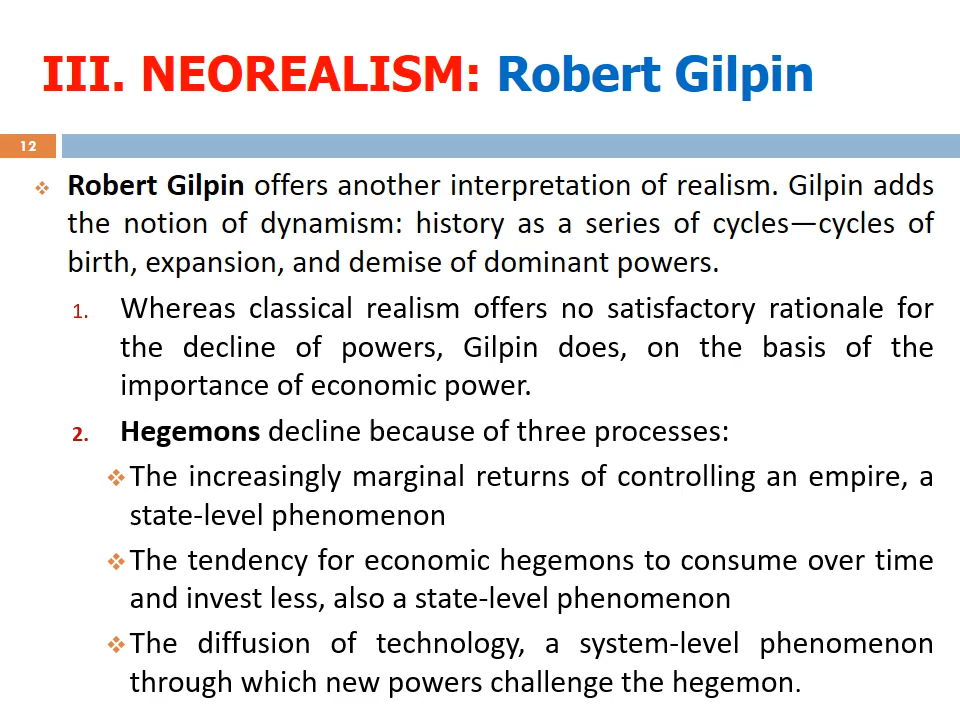 III. NEOREALISM: Robert Gilpin
12
Robert Gilpin offers another interpretation of realism. Gilpin adds
the notion of dynamism: history as a series of cycles—cycles of
birth, expansion, and demise of dominant powers.
1. Whereas classical realism offers no satisfactory rationale for
the decline of powers, Gilpin does, on the basis of the
importance of economic power.
2. Hegemons decline because of three processes:
The increasingly marginal returns of controlling an empire, a
state-level phenomenon
The tendency for economic hegemons to consume over time
and invest less, also a state-level phenomenon
The diffusion of technology, a system-level phenomenon
through which new powers challenge the hegemon.